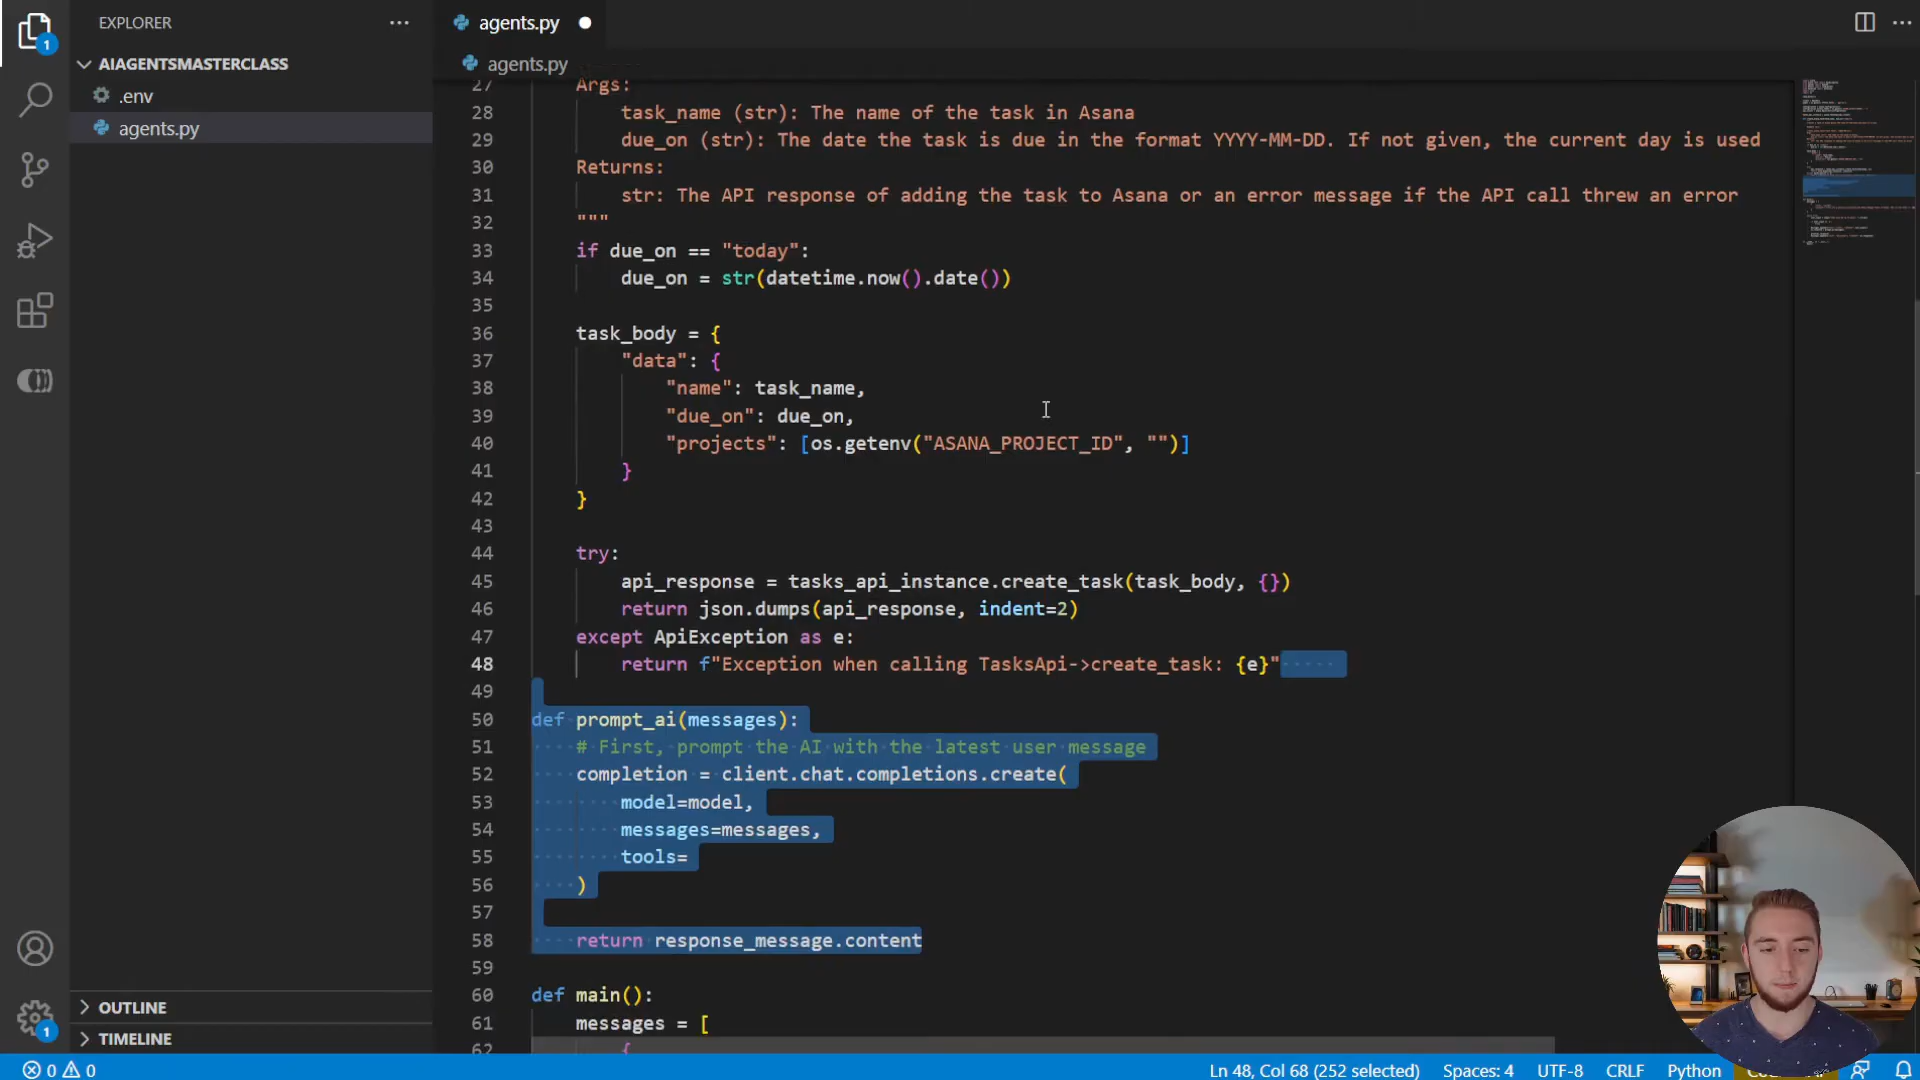 EXPLORER
AIAGENTSMASTERCLASS
.env
agents.py
OUTLINE
TIMELINE
1
1
agents.py
agents.py
27 Args:
28 task_name (str): The name of the task in Asana
29 due_on (str): The date the task is due in the format YYYY-MM-DD. If not given, the current day is used
30 Returns:
31 str: The API response of adding the task to Asana or an error message if the API call threw an error
32 """
33 if due_on == "today":
34 due_on = str(datetime.now().date())
35
36 task_body = {
37 "data": {
38 "name": task_name,
39 "due_on": due_on,
40 "projects": [os.getenv("ASANA_PROJECT_ID", "")]
41 }
42 }
43
44 try:
45 api_response = tasks_api_instance.create_task(task_body, {})
46 return json.dumps(api_response, indent=2)
47 except ApiException as e:
48 return f"Exception when calling TasksApi->create_task: {e}"
49
50 def prompt_ai(messages):
51 # First, prompt the AI with the latest user message
52 completion = client.chat.completions.create(
53 model=model,
54 messages=messages,
55 tools=
56 )
57
58 return response_message.content
59
60 def main():
61 messages = [
62 {
0 0
Ln 48, Col 68 (252 selected)
Spaces: 4
UTF-8
CRLF
Python